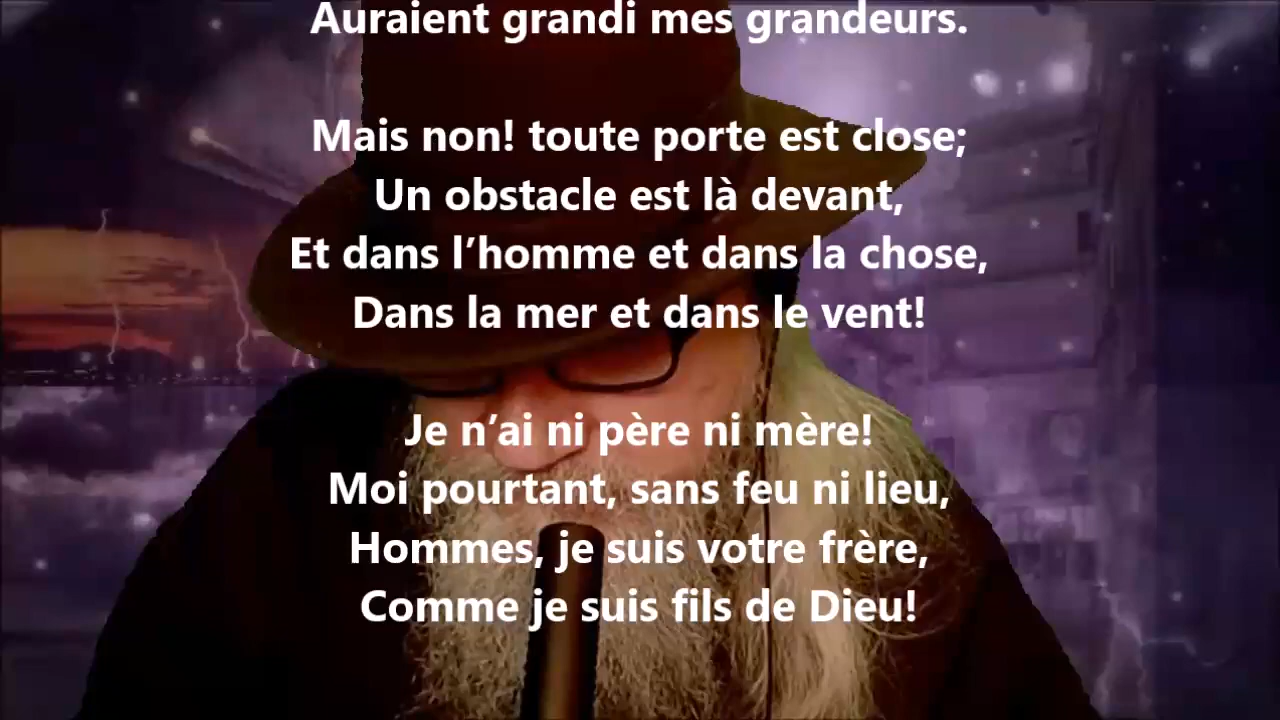 Auraient grandi mes grandeurs.
Mais non! toute porte est close;
Un obstacle est là devant,
Et dans l’homme et dans la chose,
Dans la mer et dans le vent!
Je n’ai ni père ni mère!
Moi pourtant, sans feu ni lieu,
Hommes, je suis votre frère,
Comme je suis fils de Dieu!